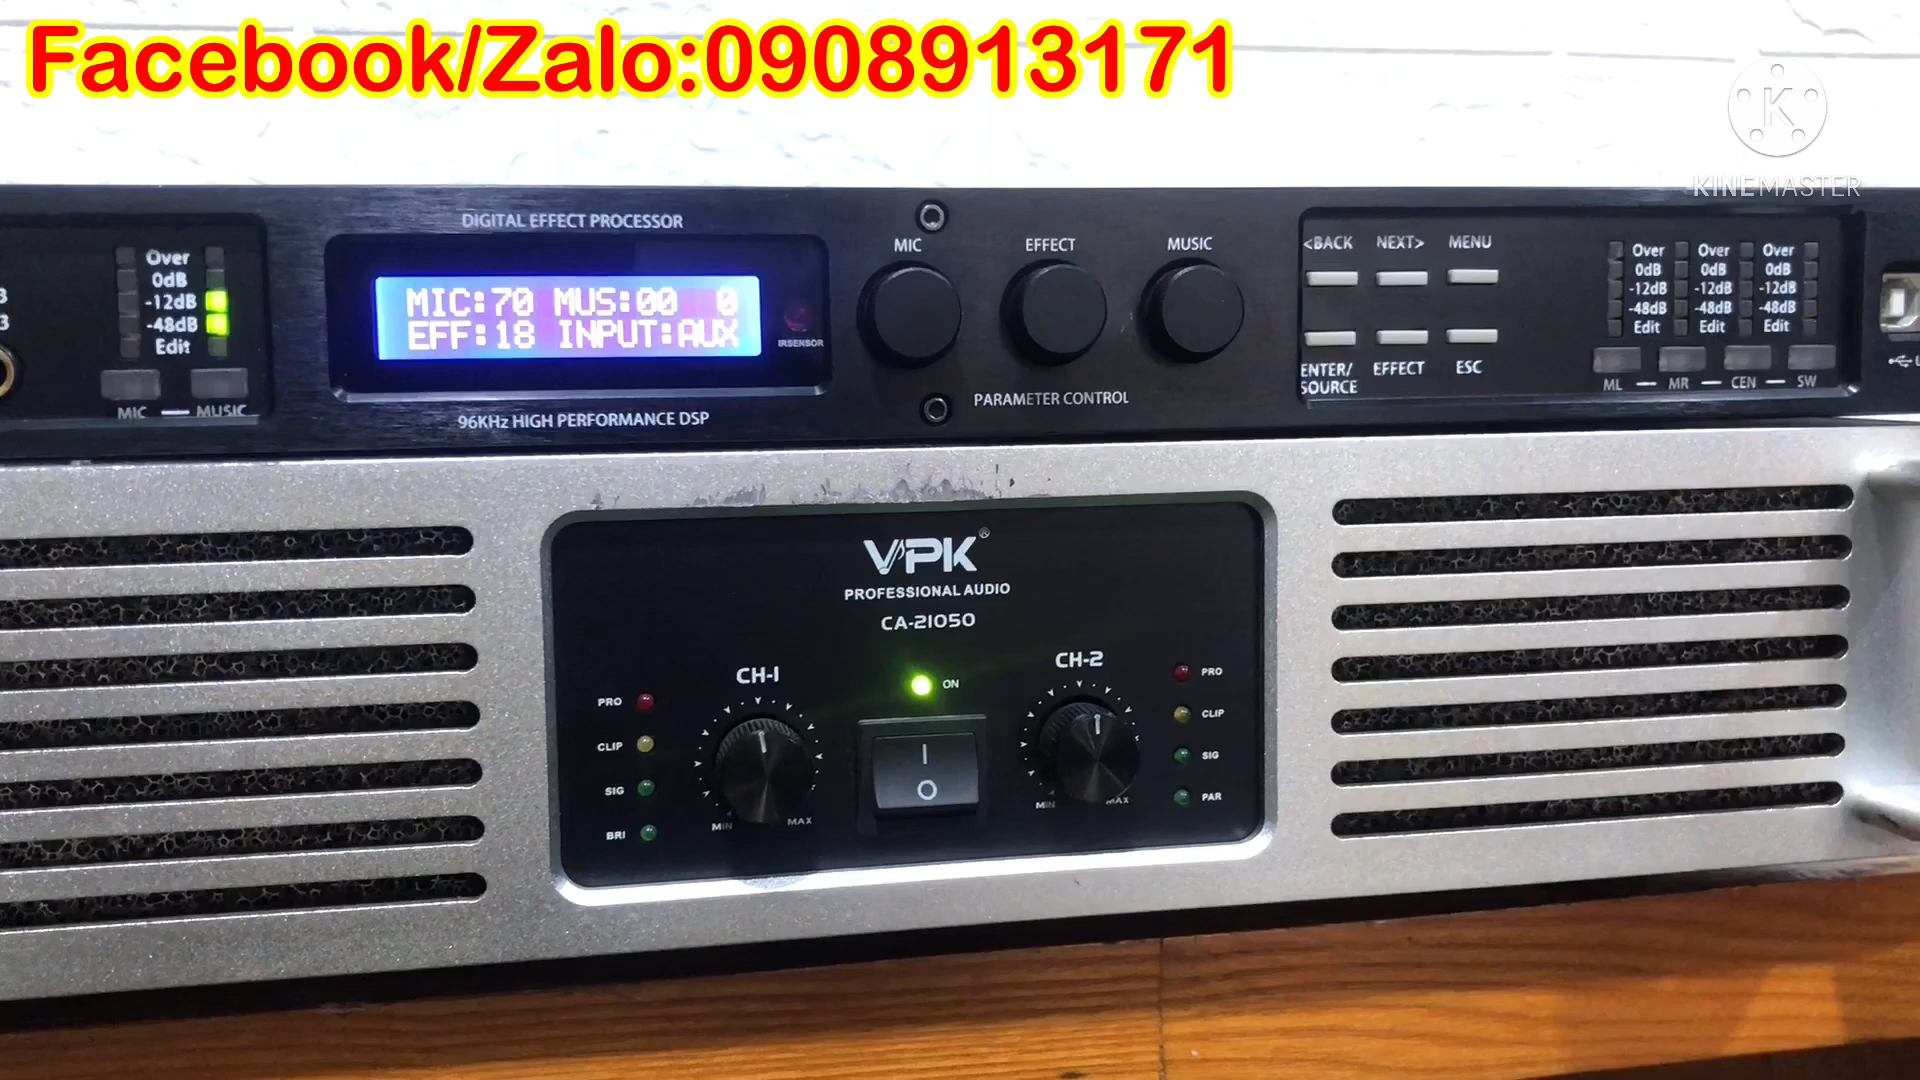 Facebook/Zalo:0908913171
K
KINEMASTER
DIGITAL EFFECT PROCESSOR
MIC:70 MUS:00 0
EFF:18 INPUT:AUX
IRSENSOR
96KHz HIGH PERFORMANCE DSP
Over
0dB
-12dB
-48dB
Edit
MIC
MUSIC
3
3
MIC
EFFECT
MUSIC
PARAMETER CONTROL
<BACK
NEXT>
MENU
ENTER/
SOURCE
EFFECT
ESC
Over Over Over
0dB 0dB 0dB
-12dB -12dB -12dB
-48dB -48dB -48dB
Edit Edit Edit
ML MR CEN SW
VPK®
PROFESSIONAL AUDIO
CA-21050
CH-1
PRO
CLIP
SIG
BRI
MIN
MAX
ON
I
O
CH-2
MIN
MAX
PRO
CLIP
SIG
PAR